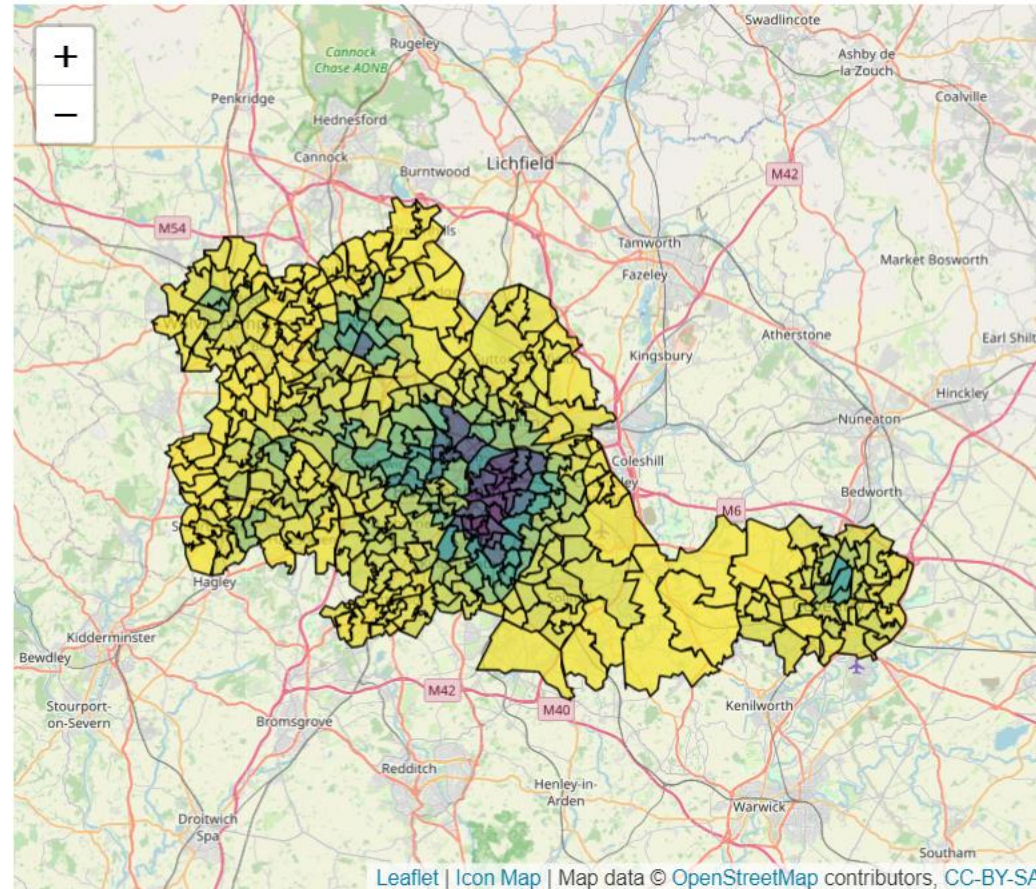 +
−
Swadlincote
Rugeley
Cannock
Chase AONB
Ashby de
la Zouch
Penkridge
Coalville
Hednesford
Cannock
Lichfield
Burntwood
M42
M54
Tamworth
Fazeley
Market Bosworth
Atherstone
Kingsbury
Earl Shilt
Hinckley
Nuneaton
Coleshill
Bedworth
M6
Hagley
Kidderminster
Bewdley
Stourport-
on-Severn
M42
M40
Kenilworth
Bromsgrove
Redditch
Henley-in-
Arden
Warwick
Droitwich
Spa
Southam
Leaflet | Icon Map | Map data © OpenStreetMap contributors, CC-BY-SA